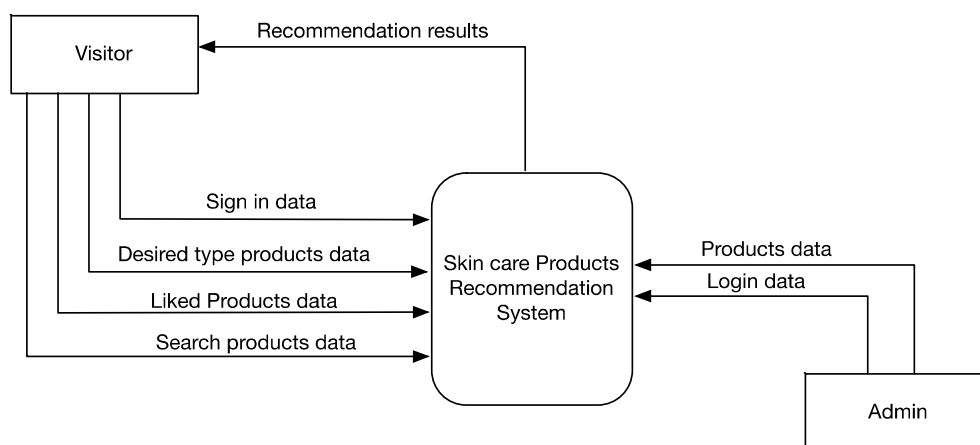 Visitor
Recommendation results
Sign in data
Desired type products data
Liked Products data
Search products data
Skin care Products
Recommendation
System
Products data
Login data
Admin